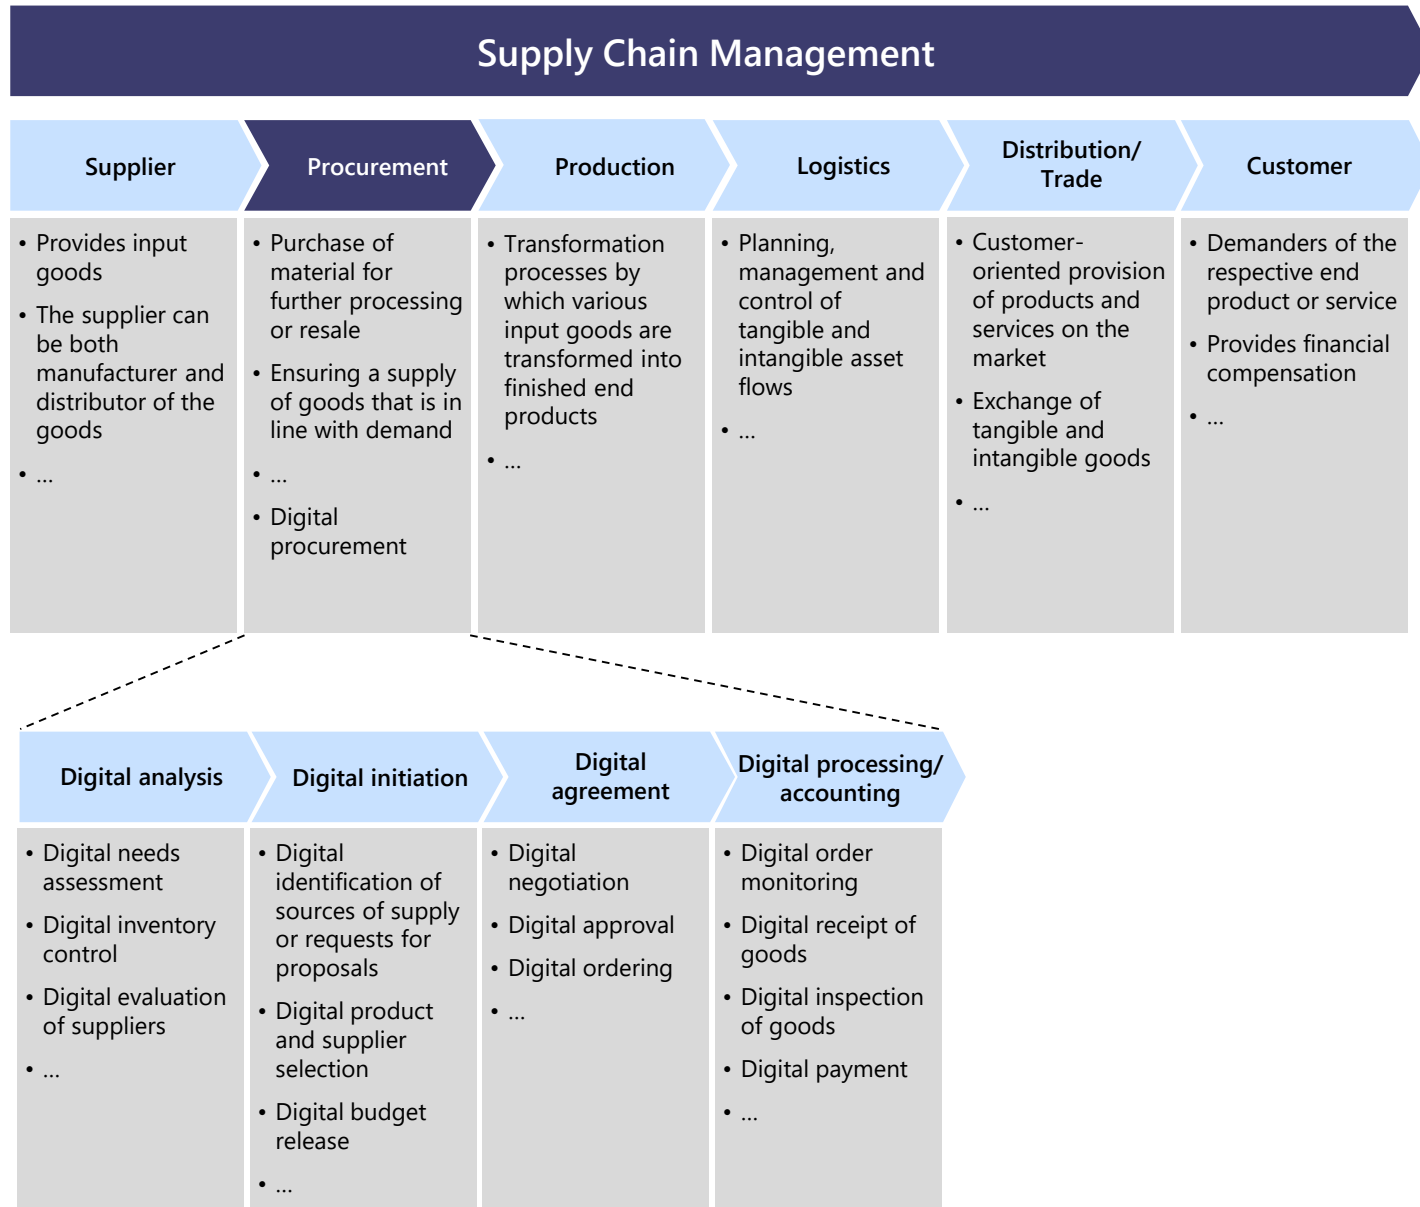 Supply Chain Management
Supplier
Procurement
Production
Logistics
Distribution/
Trade
Customer
• Provides input
goods
• The supplier can
be both
manufacturer and
distributor of the
goods
• ...
• Purchase of
material for
further processing
or resale
• Ensuring a supply
of goods that is in
line with demand
• ...
• Digital
procurement
• Transformation
processes by
which various
input goods are
transformed into
finished end
products
• ...
• Planning,
management and
control of
tangible and
intangible asset
flows
• ...
• Customer-
oriented provision
of products and
services on the
market
• Exchange of
tangible and
intangible goods
• ...
• Demanders of the
respective end
product or service
• Provides financial
compensation
• ...
Digital analysis
Digital initiation
Digital
agreement
Digital processing/
accounting
• Digital needs
assessment
• Digital inventory
control
• Digital evaluation
of suppliers
• ...
• Digital
identification of
sources of supply
or requests for
proposals
• Digital product
and supplier
selection
• Digital budget
release
• ...
• Digital
negotiation
• Digital approval
• Digital ordering
• ...
• Digital order
monitoring
• Digital receipt of
goods
• Digital inspection
of goods
• Digital payment
• ...